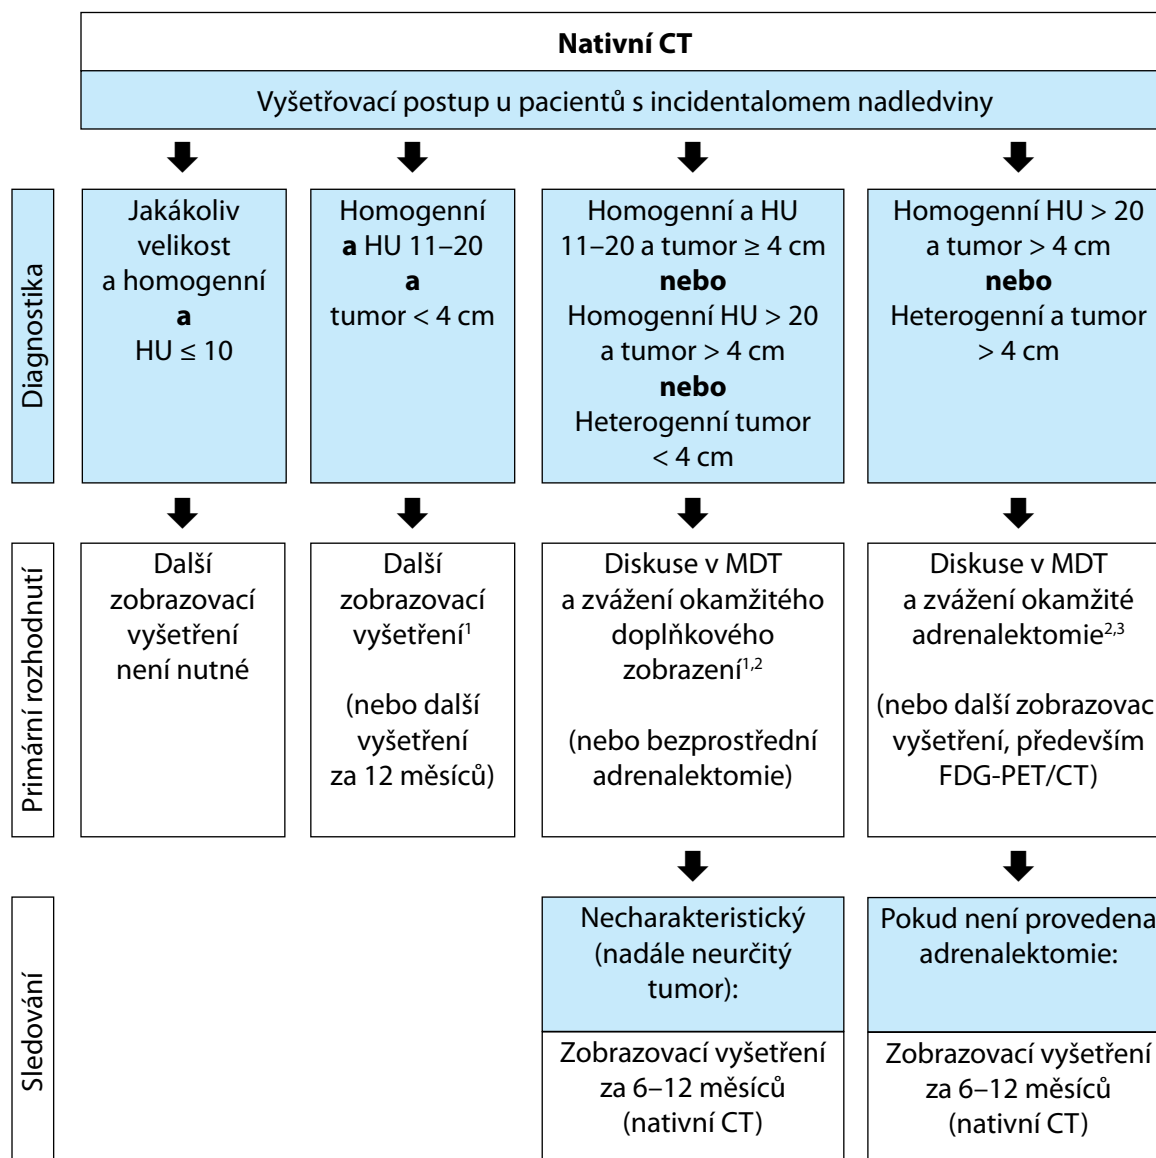 Nativní CT
Vyšetřovací postup u pacientů s incidentalomem nadledviny
Diagnostika
Jakákoliv
velikost
a homogenní
a
HU ≤ 10
Homogenní
a HU 11–20
a
tumor < 4 cm
Homogenní a HU
11–20 a tumor ≥ 4 cm
nebo
Homogenní HU > 20
a tumor > 4 cm
nebo
Heterogenní tumor
< 4 cm
Homogenní HU > 20
a tumor > 4 cm
nebo
Heterogenní a tumor
> 4 cm
Primární rozhodnutí
Další
zobrazovací
vyšetření
není nutné
Další
zobrazovací
vyšetření¹
(nebo další
vyšetření
za 12 měsíců)
Diskuse v MDT
a zvážení okamžitého
doplňkového
zobrazení¹,²
(nebo bezprostřední
adrenalektomie)
Diskuse v MDT
a zvážení okamžité
adrenalektomie²,³
(nebo další zobrazovac
vyšetření, především
FDG-PET/CT)
Sledování
Necharakteristický
(nadále neurčitý
tumor):
Zobrazovací vyšetření
za 6–12 měsíců
(nativní CT)
Pokud není provedena
adrenalektomie:
Zobrazovací vyšetření
za 6–12 měsíců
(nativní CT)